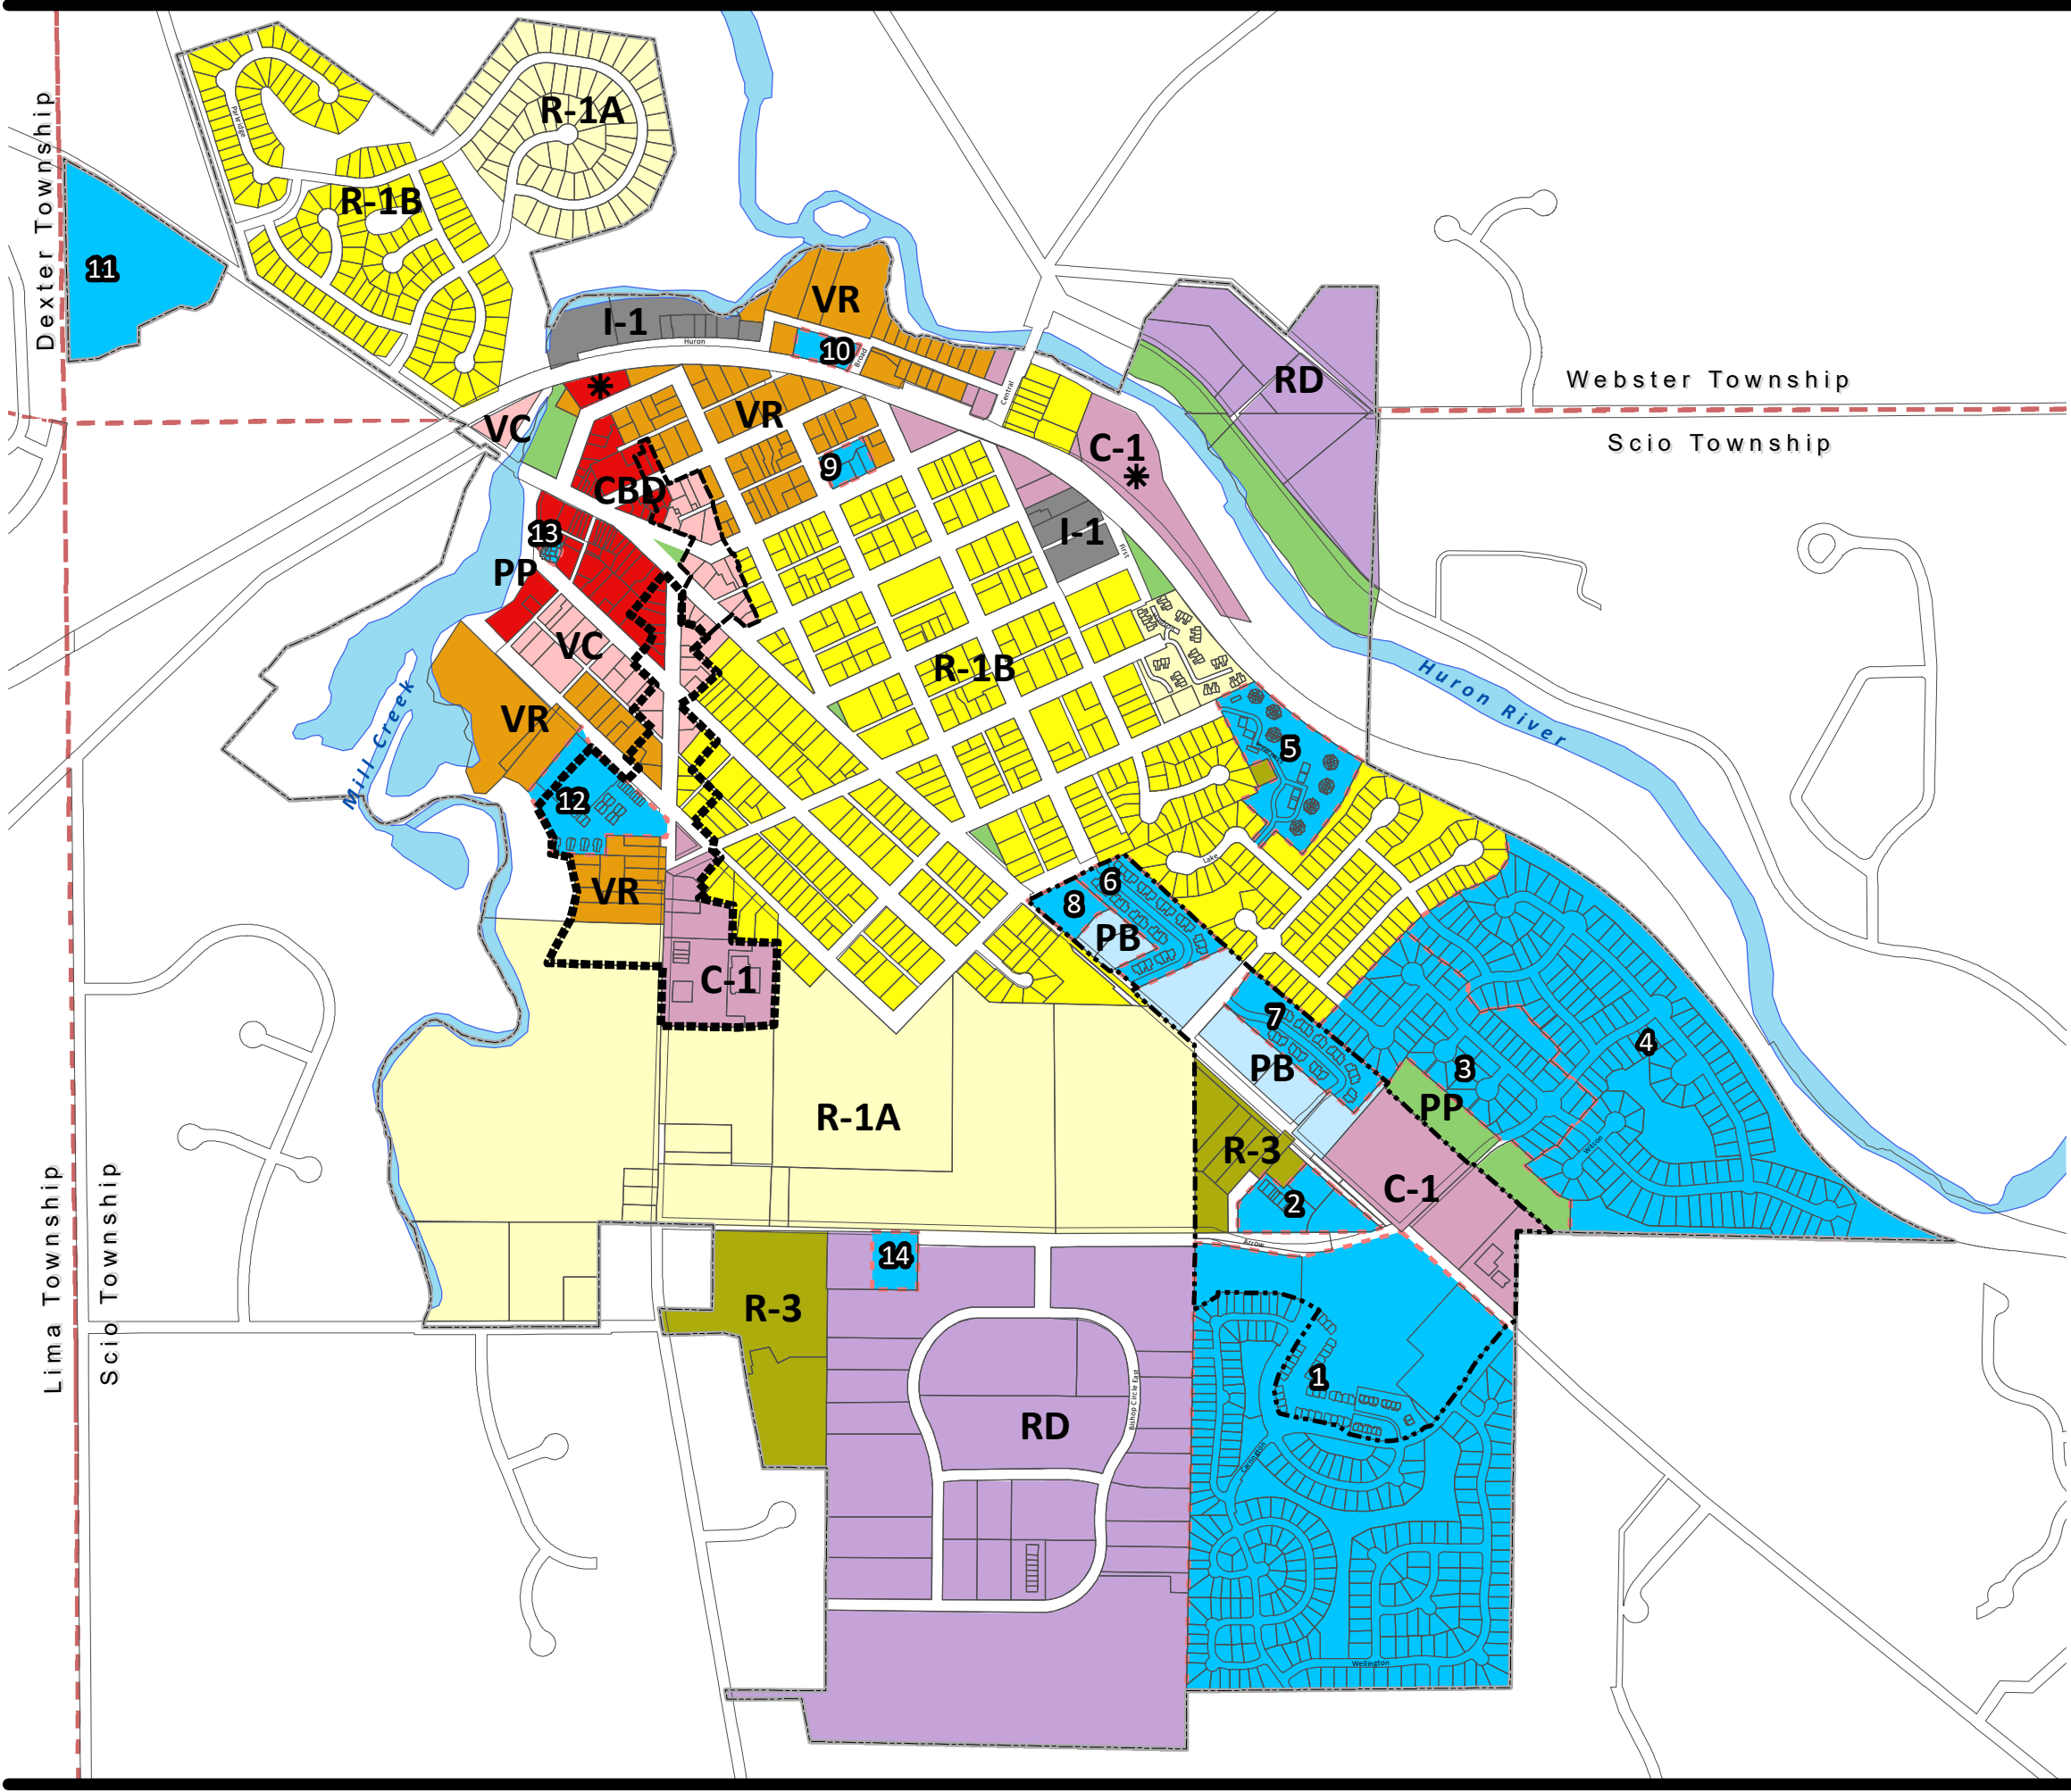 R-1A
Dexter Township
R-1B
11
VR
I-1
Huron
10
Broad
RD
Webster Township
Central
VC
VR
Scio Township
C-1
9
CBD
I-1
13
First
PP
VC
R-1B
Huron River
VR
Mill Creek
5
12
Lake
6
VR
8
PB
C-1
7
4
PB
3
PP
R-1A
R-3
C-1
2
Wilson
Lima Township
Scio Township
Arrow
14
R-3
1
Bishop Circle East
RD
Carrington
Wellington